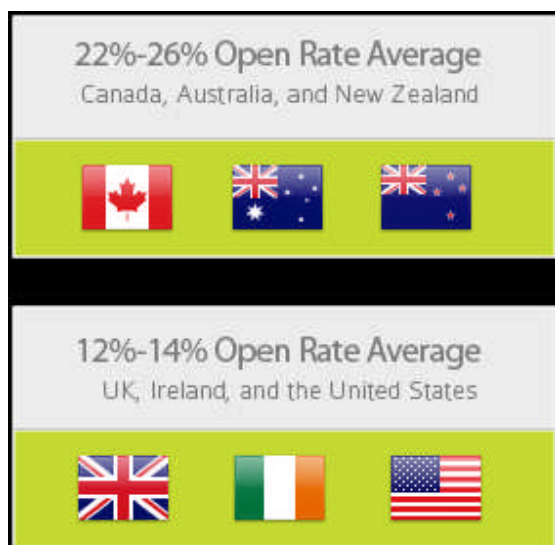 22%-26% Open Rate Average
Canada, Australia, and New Zealand
12%-14% Open Rate Average
UK, Ireland, and the United States